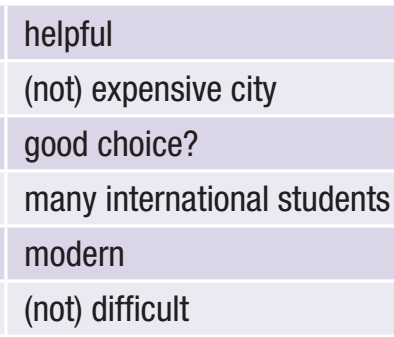 helpful
(not) expensive city
good choice?
many international students
modern
(not) difficult